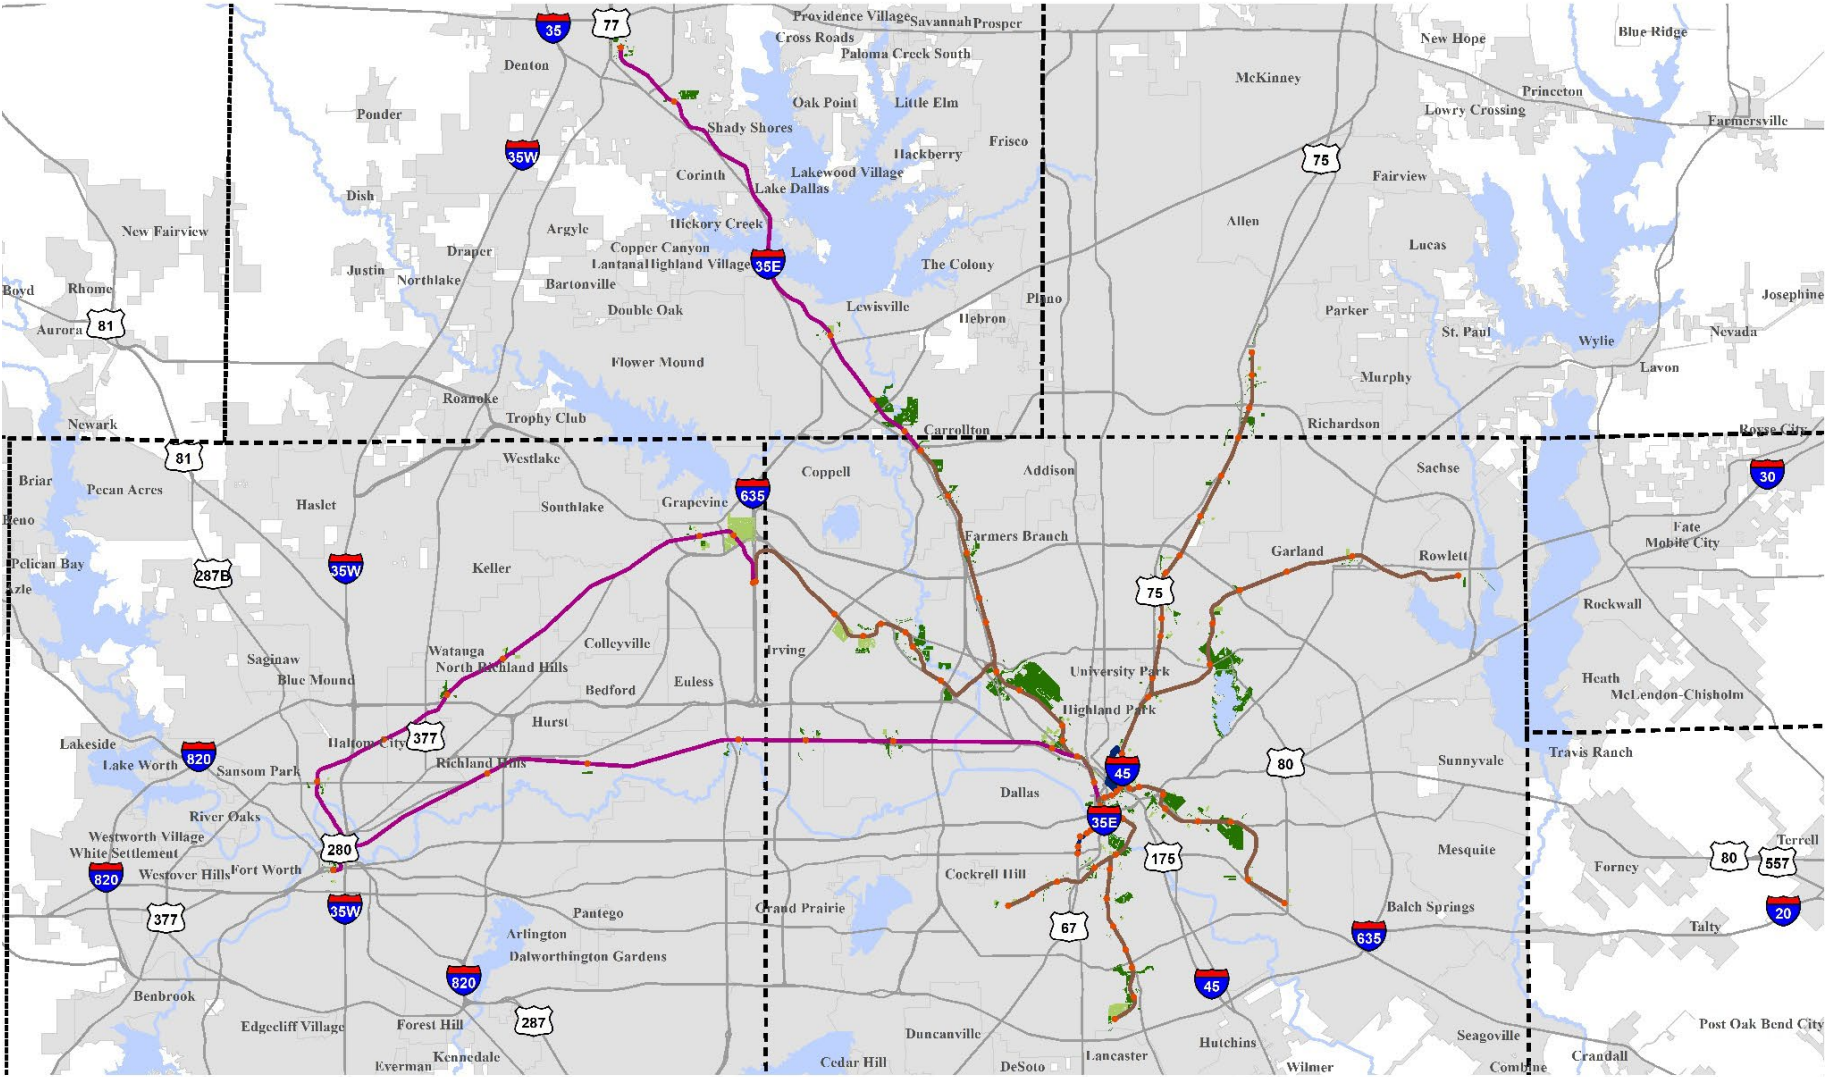 Providence Village
Savannah
Prosper
35
77
Cross Roads
Paloma Creek South
New Hope
Blue Ridge
Denton
McKinney
Princeton
Ponder
Oak Point
Little Elm
Lowry Crossing
Farmersville
Shady Shores
Frisco
35W
Hackberry
75
Corinth
Lakewood Village
Fairview
Lake Dallas
Dish
Hickory Creek
Allen
New Fairview
Argyle
Copper Canyon
Lucas
Draper
Lantana
Highland Village
35E
The Colony
Justin
Northlake
Bartonville
Boyd
Rhome
Plano
Josephine
Double Oak
Lewisville
Parker
Aurora
81
Hebron
St. Paul
Nevada
Wylie
Flower Mound
Lavon
Murphy
Roanoke
Newark
Trophy Club
Richardson
Carrollton
Royse City
81
Westlake
Briar
Pecan Acres
Coppell
Addison
Sachse
30
635
Haslet
Southlake
Grapevine
Fate
Farmers Branch
Mobile City
Garland
Rowlett
Pelican Bay
287B
35W
Keller
75
Rockwall
Colleyville
Irving
Watauga
Saginaw
North Richland Hills
University Park
Blue Mound
Euless
Heath
Bedford
McLendon-Chisholm
Highland Park
Hurst
377
Lakeside
Haltom City
820
Travis Ranch
Lake Worth
Sansom Park
Richland Hills
45
80
Sunnyvale
Dallas
River Oaks
35E
Westworth Village
White Settlement
280
175
Mesquite
Terrell
80
557
Forney
820
Westover Hills
Fort Worth
Cockrell Hill
35W
377
Pantego
Grand Prairie
Balch Springs
20
67
635
Talty
Arlington
Dalworthington Gardens
820
45
Benbrook
Edgecliff Village
Forest Hill
287
Duncanville
Seagoville
Post Oak Bend City
Hutchins
Everman
Kennedale
Cedar Hill
DeSoto
Lancaster
Wilmer
Combine
Crandall